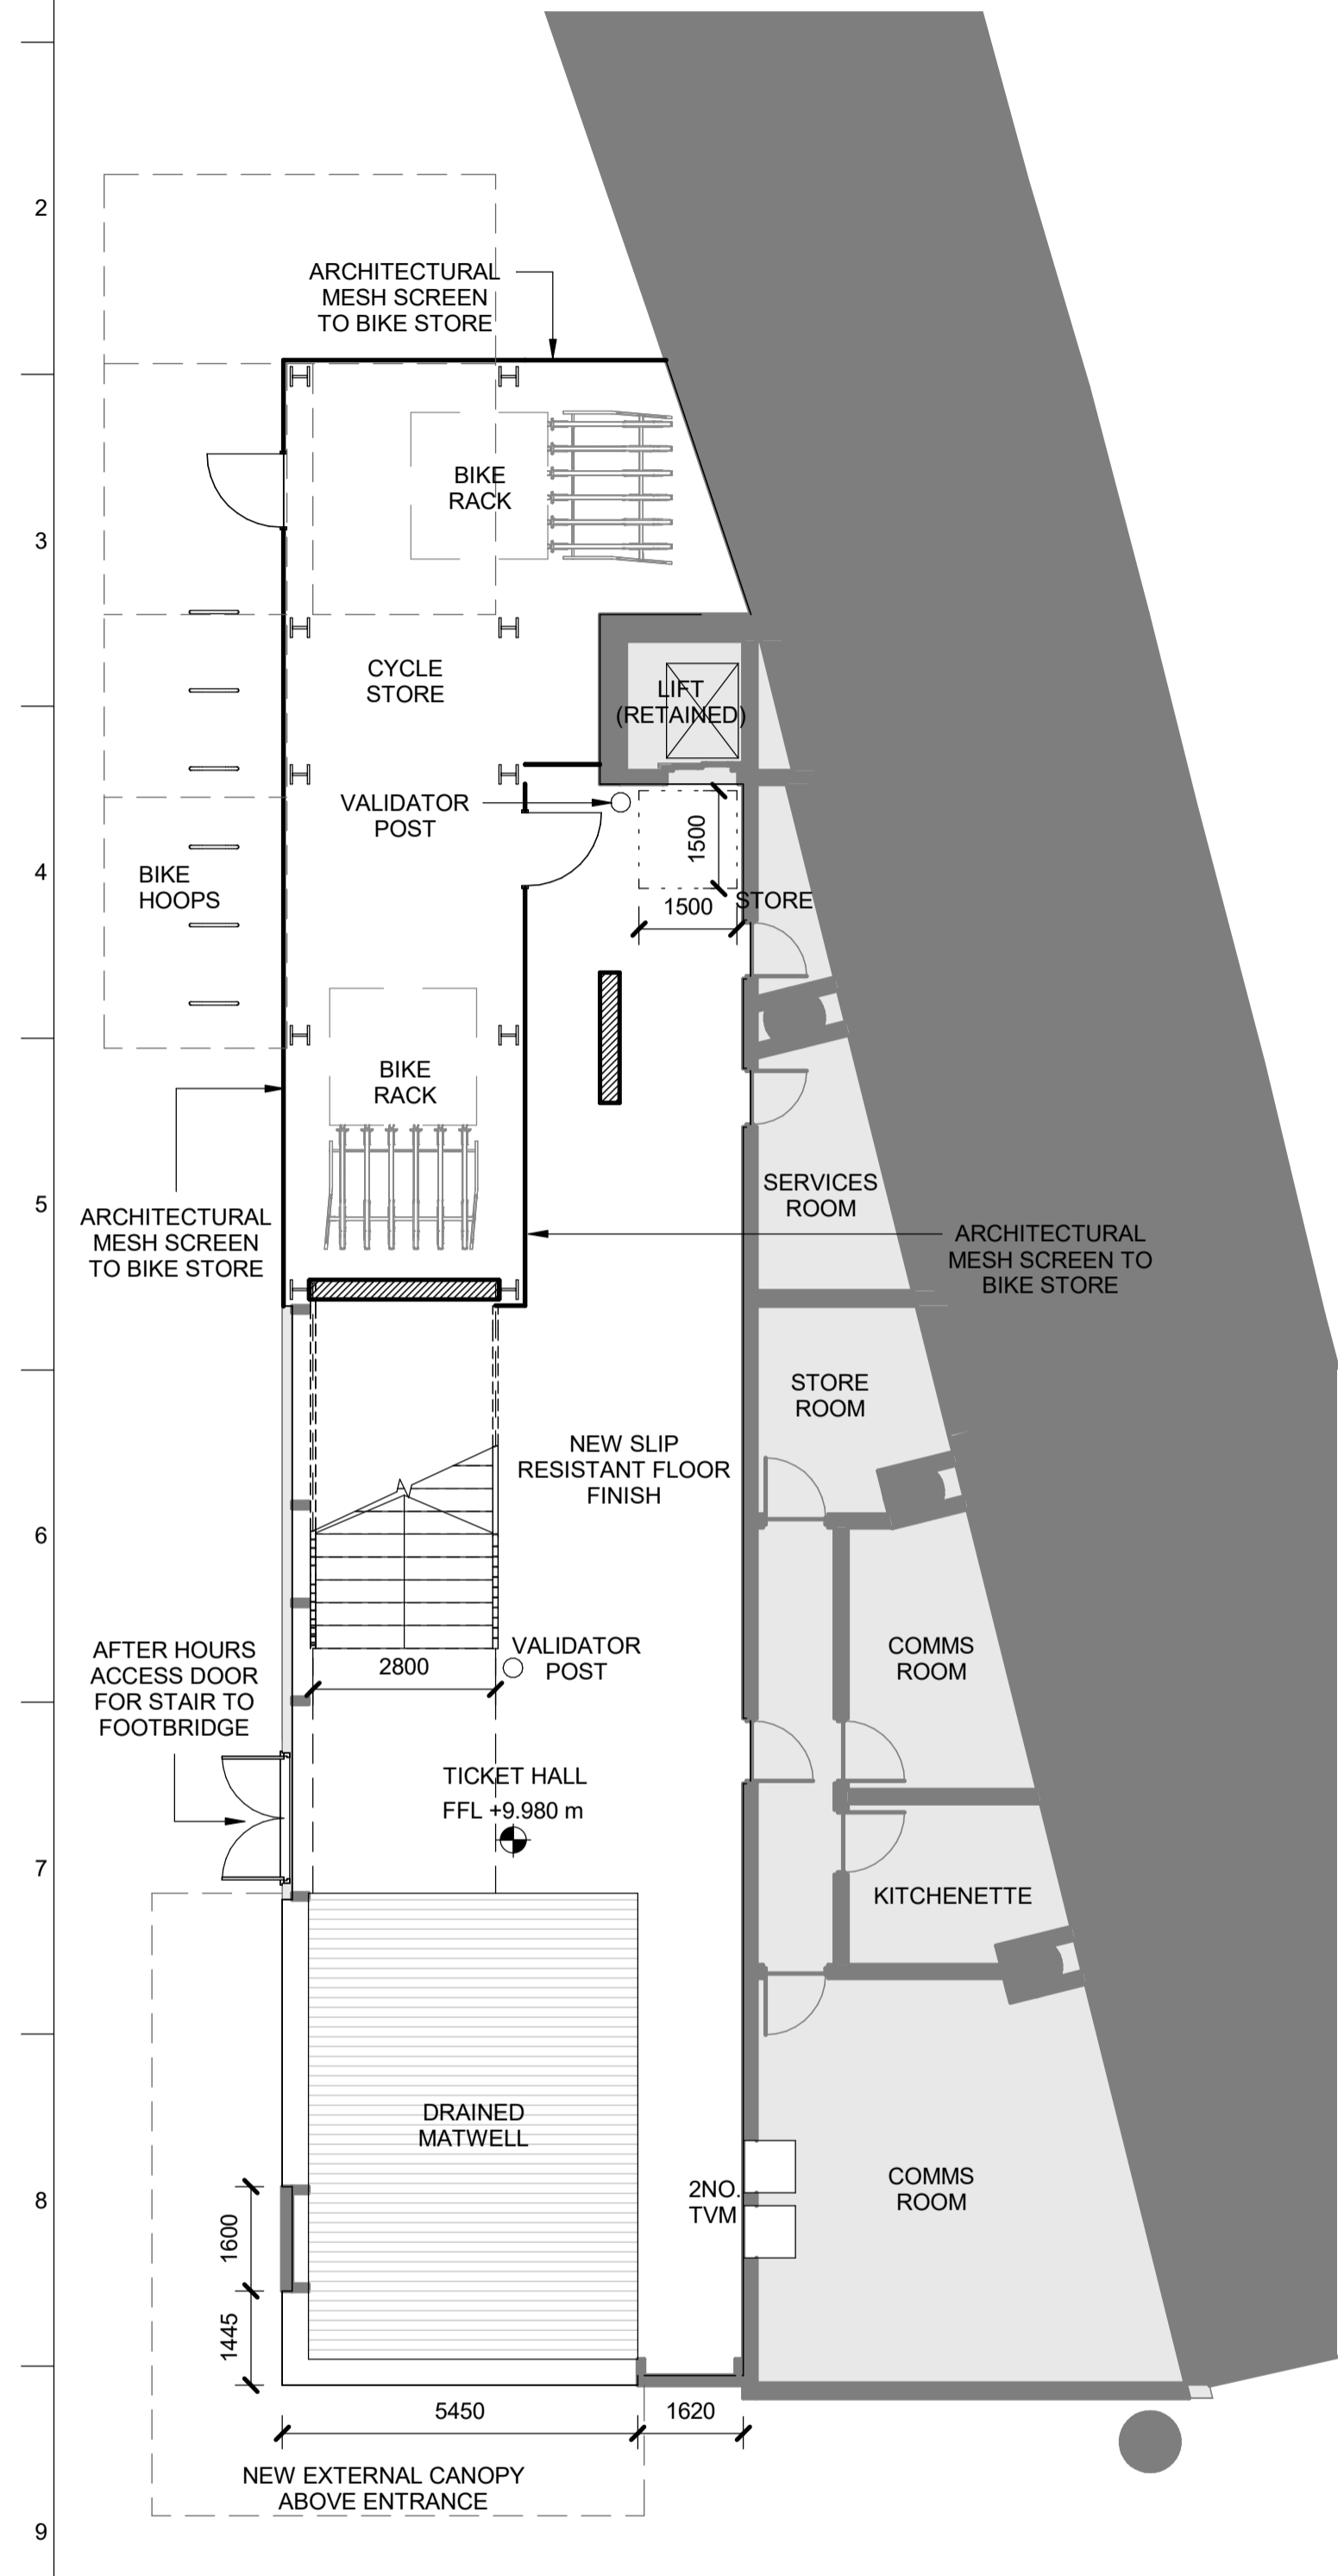 2
ARCHITECTURAL
MESH SCREEN
TO BIKE STORE
BIKE
RACK
3
CYCLE
STORE
LIFT
(RETAINED)
VALIDATOR
POST
1500
4
BIKE
HOOPS
1500
STORE
BIKE
RACK
5
SERVICES
ROOM
ARCHITECTURAL
MESH SCREEN
TO BIKE STORE
ARCHITECTURAL
MESH SCREEN TO
BIKE STORE
STORE
ROOM
NEW SLIP
RESISTANT FLOOR
FINISH
6
AFTER HOURS
ACCESS DOOR
FOR STAIR TO
FOOTBRIDGE
2800
VALIDATOR
POST
COMMS
ROOM
TICKET HALL
FFL +9.980 m
7
KITCHENETTE
DRAINED
MATWELL
8
2NO.
TVM
COMMS
ROOM
1600
1445
5450
1620
NEW EXTERNAL CANOPY
ABOVE ENTRANCE
9